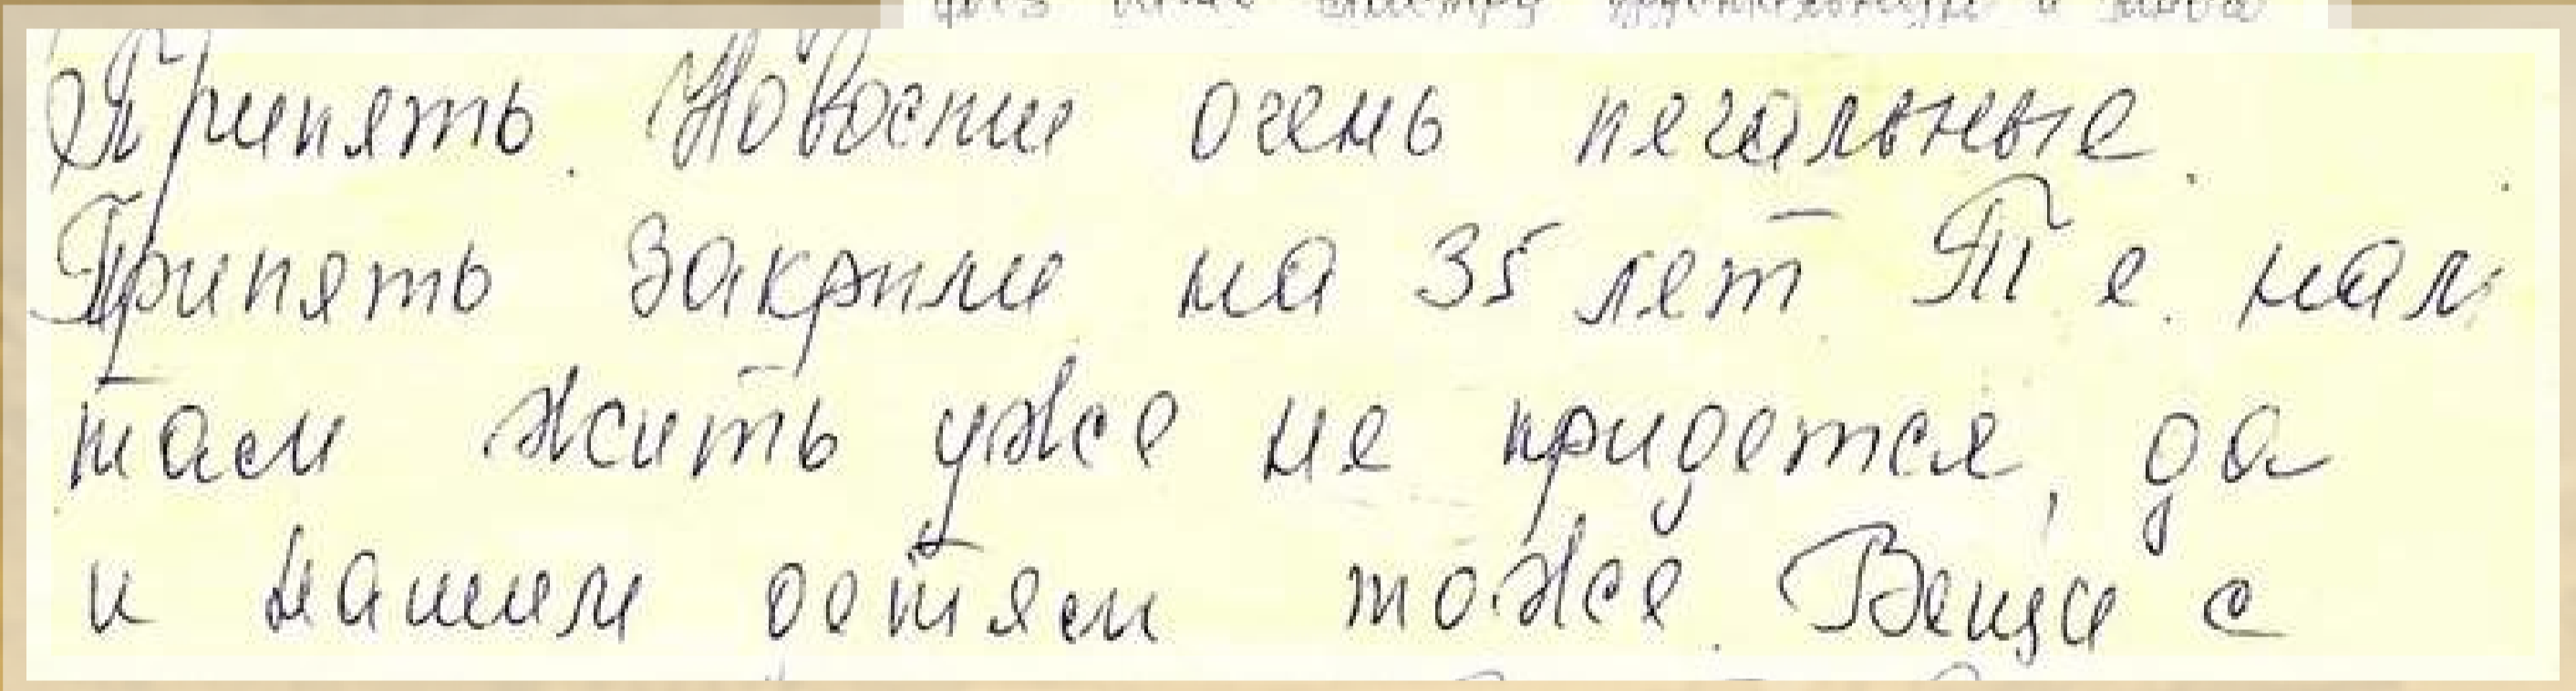 Припять. Новости очень печальные.
Припять закрыли на 35 лет. Т. е. нам
там жить уже не придется, да
и нашим детям тоже. Вещи с